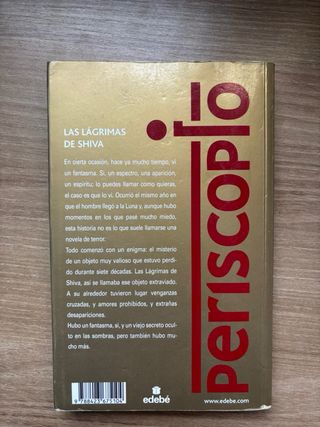 LAS LÁGRIMAS
DE SHIVA
En cierta ocasión, hace ya mucho tiempo, vi
un fantasma. Sí, un espectro, una aparición,
un espíritu; lo puedes llamar como quieras,
el caso es que lo vi. Ocurrió el mismo año en
que el hombre llegó a la Luna y, aunque hubo
momentos en los que pasé mucho miedo,
esta historia no es lo que suele llamarse una
novela de terror.
Todo comenzó con un enigma: el misterio
de un objeto muy valioso que estuvo perdi-
do durante siete décadas. Las Lágrimas de
Shiva, así se llamaba ese objeto extraviado. A
su alrededor tuvieron lugar venganzas
cruzadas, y amores prohibidos, y extrañas
desapariciones.
Hubo un fantasma, sí, y un viejo secreto ocul-
to en las sombras, pero también hubo mu-
cho más.
periscopio
9 788423 675104
edebé
www.edebe.com